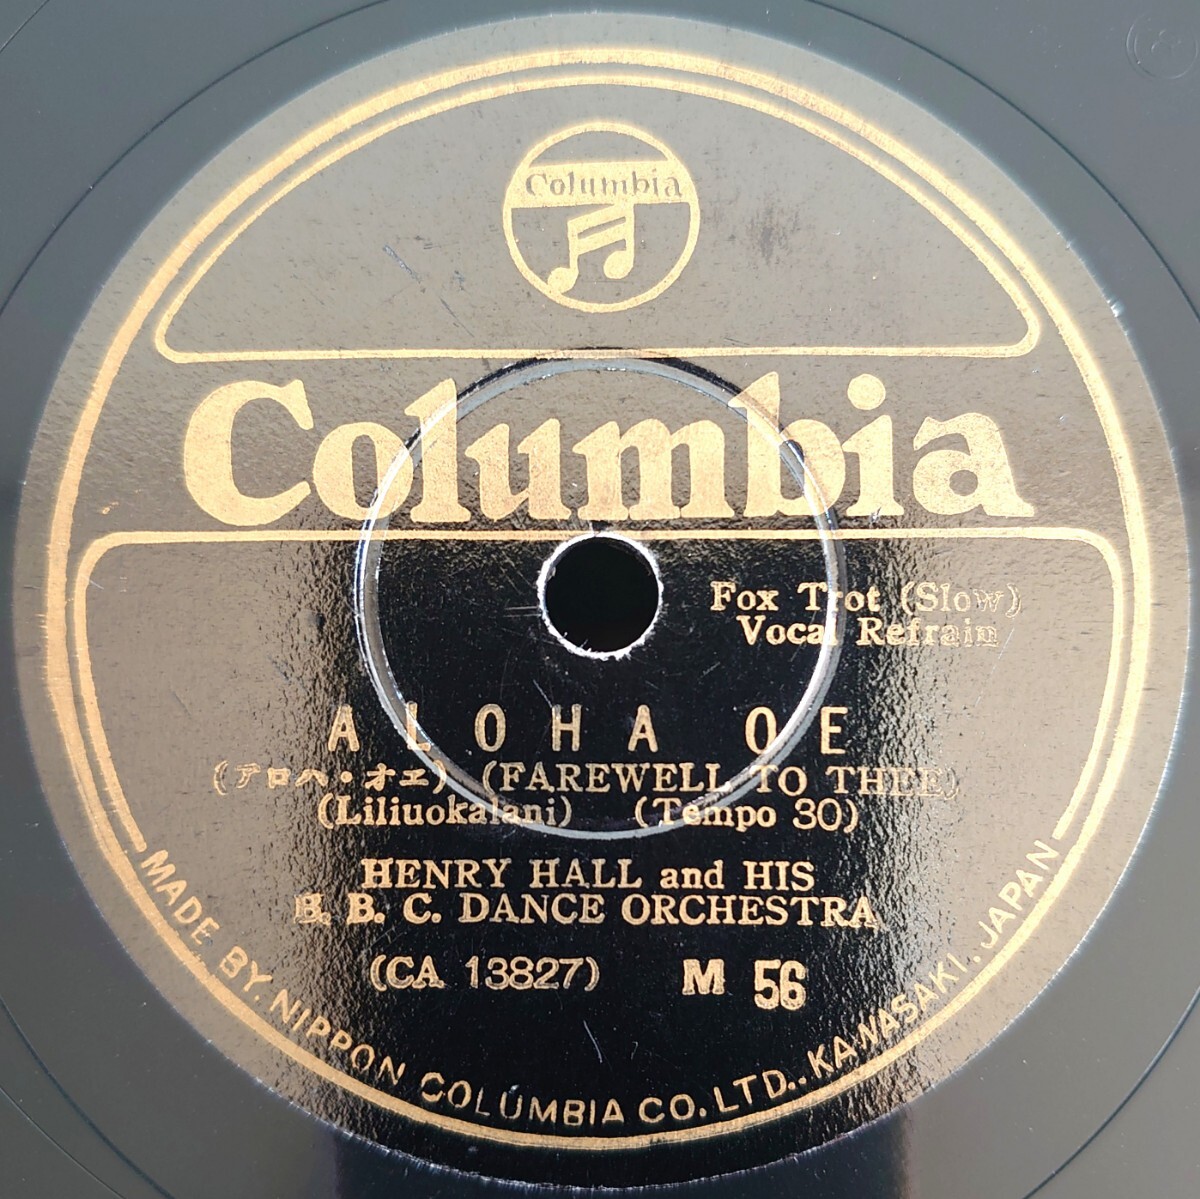 Columbia
Columbia
Fox Trot (Slow)
Vocal Refrain
ALOHA OE
(アロハ・オエ) (FAREWELL TO THEE)
(Liliuokalani) (Tempo 30)
HENRY HALL and HIS
B. B. C. DANCE ORCHESTRA
(CA 13827) M 56
MADE BY. NIPPON COLUMBIA CO. LTD.. KAWASAKI. JAPAN